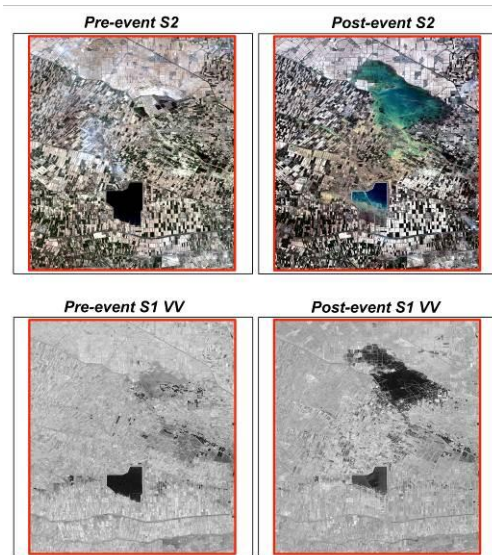 Pre-event S2
Post-event S2
Pre-event S1 VV
Post-event S1 VV